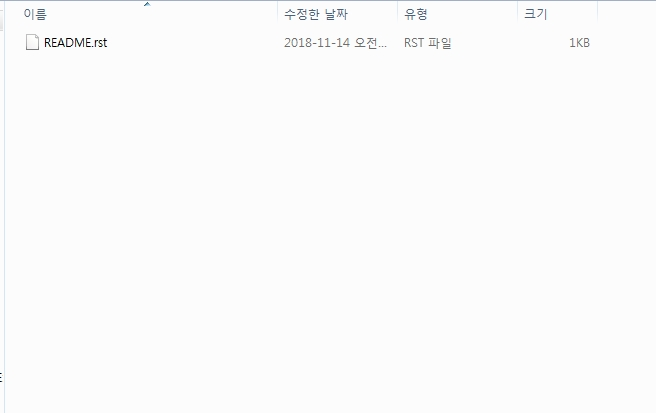 이름 수정한 날짜 유형 크기
README.rst 2018-11-14 오전... RST 파일 1KB